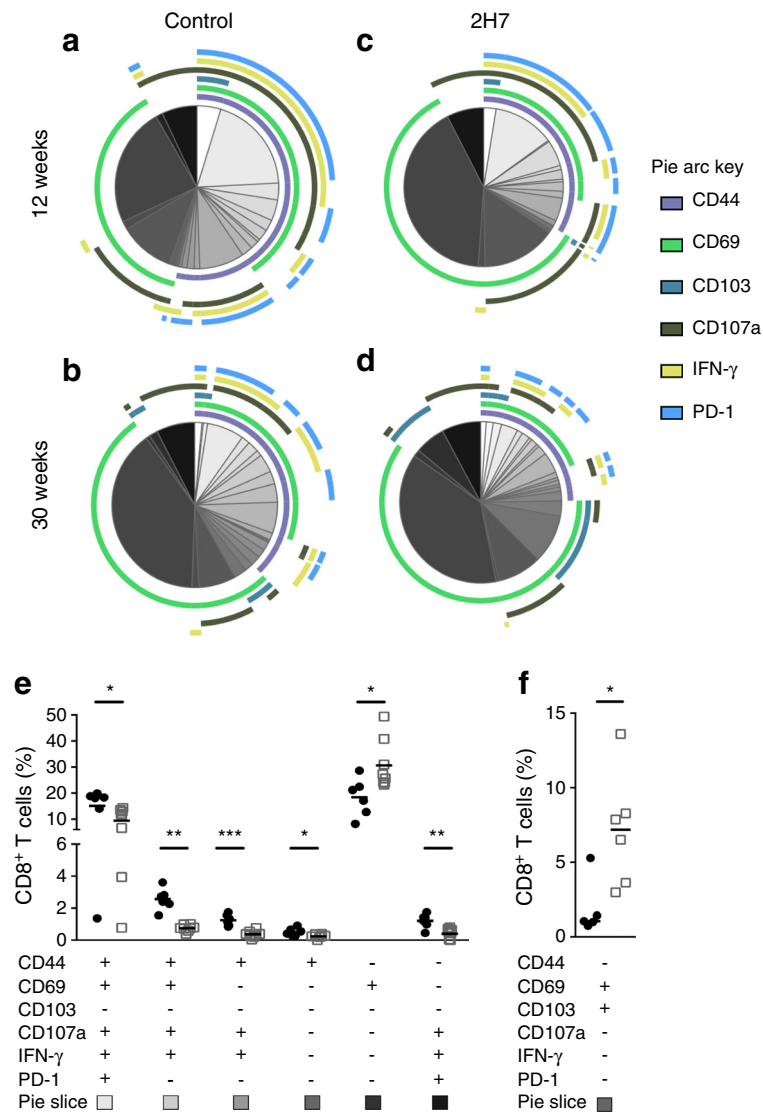 Control
2H7
a
c
12 weeks
Pie arc key
CD44
CD69
CD103
CD107a
IFN-γ
PD-1
b
d
30 weeks
e
CD8+ T cells (%)
50
40
30
20
10
6
4
2
0
*
**
***
*
*
**
CD44 + + + + - -
CD69 + + - - + -
CD103 - - - - - -
CD107a + + + - - +
IFN-γ + + + - - +
PD-1 + - - - - +
Pie slice
f
CD8+ T cells (%)
15
10
5
0
*
CD44 -
CD69 +
CD103 +
CD107a -
IFN-γ -
PD-1 -
Pie slice